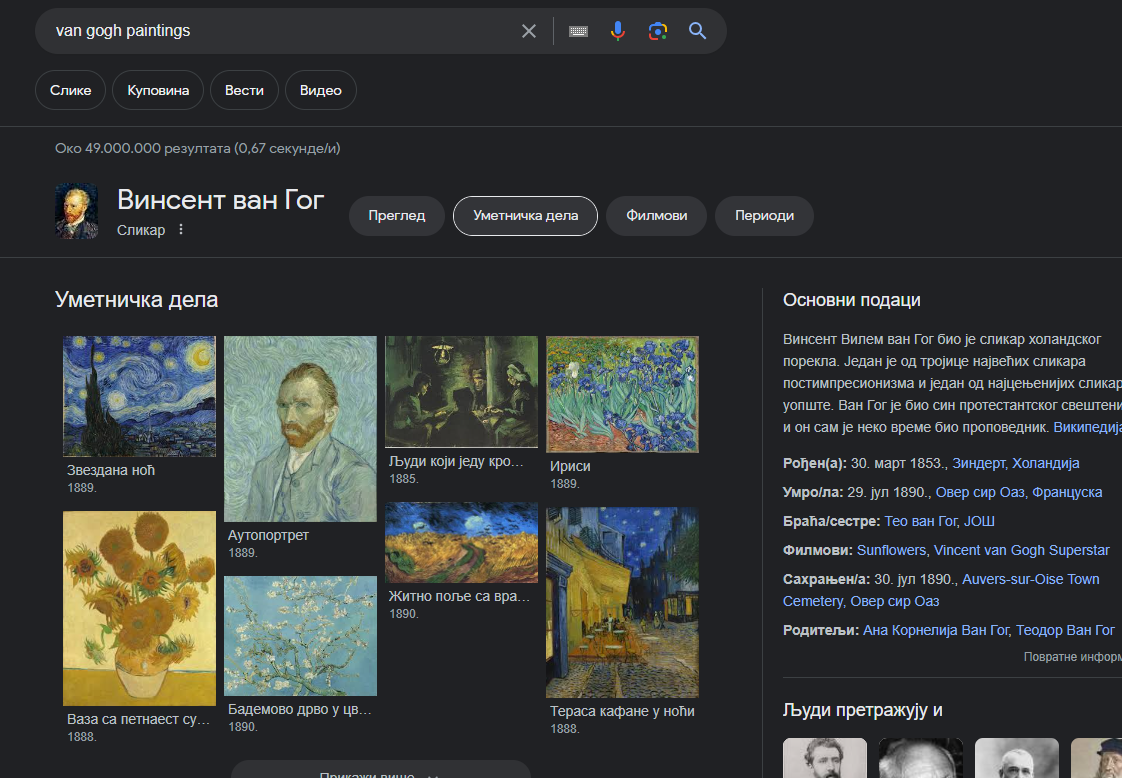 van gogh paintings
Слике
Куповина
Вести
Видео
Око 49.000.000 резултата (0,67 секунде/и)
Винсент ван Гог
Сликар
Преглед
Уметничка дела
Филмови
Периоди
Уметничка дела
Звездана ноћ
1889.
Ваза са петнаест су...
1888.
Аутопортрет
1889.
Бадемово дрво у цв...
1890.
Људи који једу кро...
1885.
Житно поље са вра...
1890.
Ириси
1889.
Тераса кафане у ноћи
1888.
Прикажи више
Основни подаци
Винсент Вилем ван Гог био је сликар холандског
порекла. Један је од тројице највећих сликара
постимпресионизма и један од најцењенијих сликар
уопште. Ван Гог је био син протестантског свештени
и он сам је неко време био проповедник. Википедија
Рођен(а): 30. март 1853., Зиндерт, Холандија
Умро/ла: 29. јул 1890., Овер сир Оаз, Француска
Браћа/сестре: Тео ван Гог, ЈОШ
Филмови: Sunflowers, Vincent van Gogh Superstar
Сахрањен/а: 30. јул 1890., Auvers-sur-Oise Town
Cemetery, Овер сир Оаз
Родитељи: Ана Корнелија Ван Гог, Теодор Ван Гог
Повратне информ
Људи претражују и